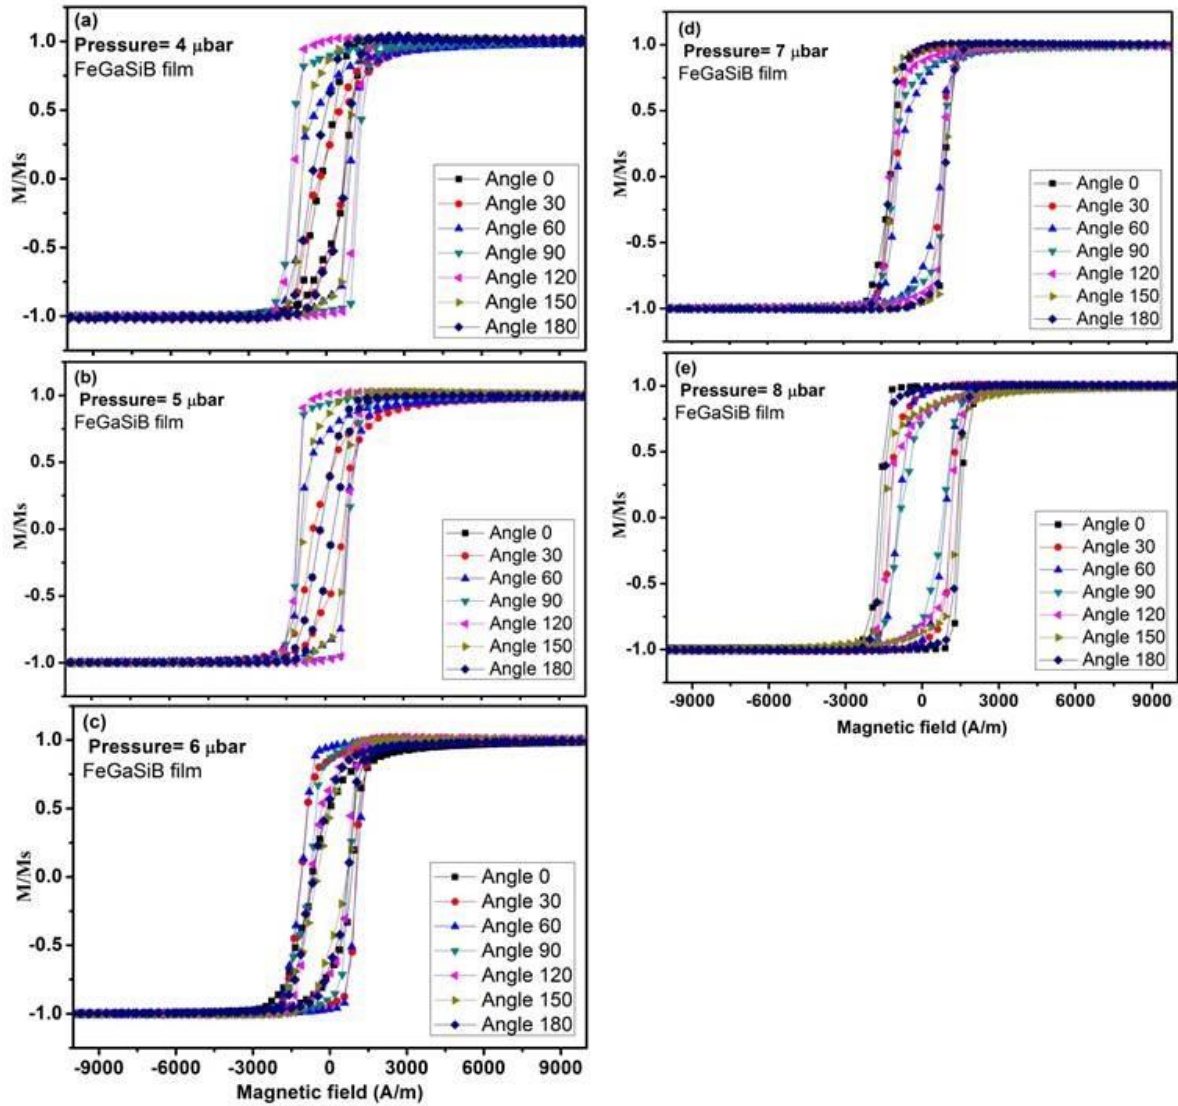 (a)
Pressure= 4 μbar
FeGaSiB film
1.0
0.5
0.0
-0.5
-1.0
M/Ms
Angle 0
Angle 30
Angle 60
Angle 90
Angle 120
Angle 150
Angle 180
(b)
Pressure= 5 μbar
FeGaSiB film
1.0
0.5
0.0
-0.5
-1.0
M/Ms
Angle 0
Angle 30
Angle 60
Angle 90
Angle 120
Angle 150
Angle 180
(c)
Pressure= 6 μbar
FeGaSiB film
1.0
0.5
0.0
-0.5
-1.0
M/Ms
Angle 0
Angle 30
Angle 60
Angle 90
Angle 120
Angle 150
Angle 180
-9000 -6000 -3000 0 3000 6000 9000
Magnetic field (A/m)
(d)
Pressure= 7 μbar
FeGaSiB film
1.0
0.5
0.0
-0.5
-1.0
M/Ms
Angle 0
Angle 30
Angle 60
Angle 90
Angle 120
Angle 150
Angle 180
(e)
Pressure= 8 μbar
FeGaSiB film
1.0
0.5
0.0
-0.5
-1.0
M/Ms
Angle 0
Angle 30
Angle 60
Angle 90
Angle 120
Angle 150
Angle 180
-9000 -6000 -3000 0 3000 6000 9000
Magnetic field (A/m)